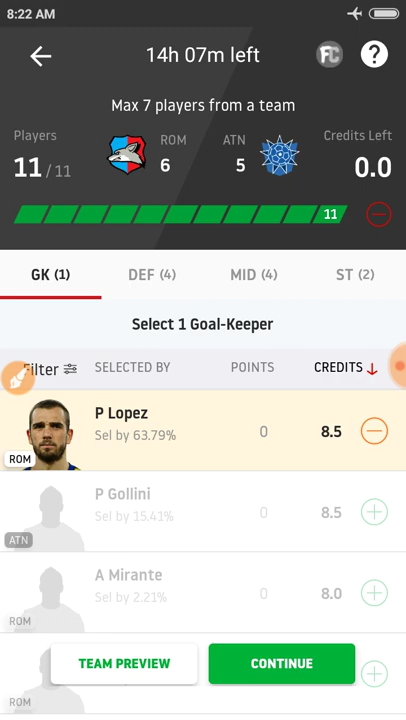 8:22 AM
14h 07m left
FC
?
Max 7 players from a team
Players
11 / 11
ROM
6
ATN
5
Credits Left
0.0
11
GK (1)
DEF (4)
MID (4)
ST (2)
Select 1 Goal-Keeper
Filter
SELECTED BY
POINTS
CREDITS
P Lopez
Sel by 63.79%
0
8.5
ROM
P Gollini
Sel by 15.41%
0
8.5
ATN
A Mirante
Sel by 2.21%
0
8.0
ROM
TEAM PREVIEW
CONTINUE
ROM